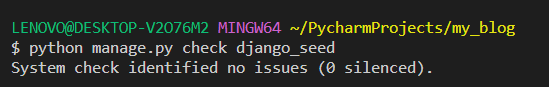 LENOVO@DESKTOP-V2O76M2 MINGW64 ~/PycharmProjects/my_blog
$ python manage.py check django_seed
System check identified no issues (0 silenced).